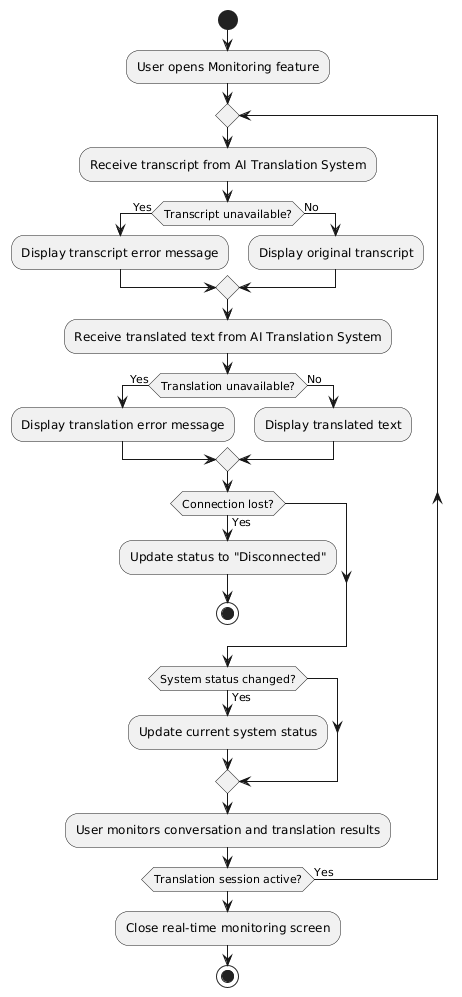 User opens Monitoring feature
Receive transcript from AI Translation System
Yes
Transcript unavailable?
No
Display transcript error message
Display original transcript
Receive translated text from AI Translation System
Yes
Translation unavailable?
No
Display translation error message
Display translated text
Connection lost?
Yes
Update status to "Disconnected"
System status changed?
Yes
Update current system status
User monitors conversation and translation results
Translation session active?
Yes
Close real-time monitoring screen